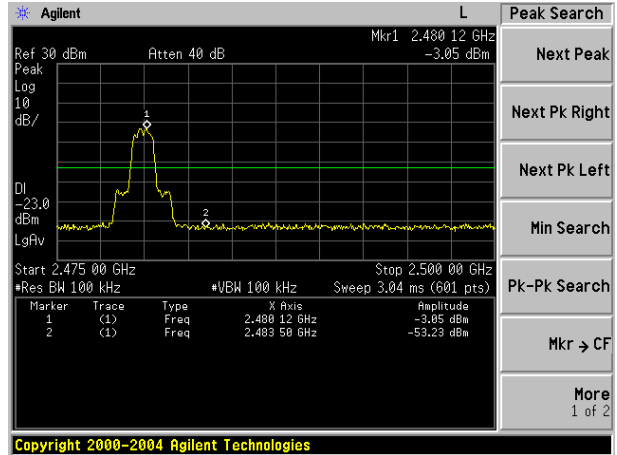 Agilent L Peak Search
Mkr1 2.480 12 GHz
Ref 30 dBm Atten 40 dB -3.05 dBm
Peak
Log
10
dB/
1
DI
-23.0
dBm
LgAv
2
Start 2.475 00 GHz Stop 2.500 00 GHz
#Res BW 100 kHz #VBW 100 kHz Sweep 3.04 ms (601 pts)
Marker Trace Type X Axis Amplitude
1 (1) Freq 2.480 12 GHz -3.05 dBm
2 (1) Freq 2.483 50 GHz -53.23 dBm
Next Peak
Next Pk Right
Next Pk Left
Min Search
Pk-Pk Search
Mkr → CF
More
1 of 2
Copyright 2000-2004 Agilent Technologies